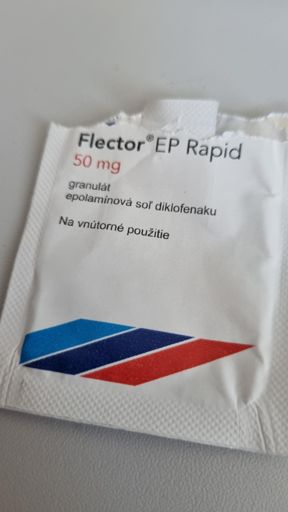 Flector® EP Rapid
50 mg
granulát
epolamínová soľ diklofenaku
Na vnútorné použitie